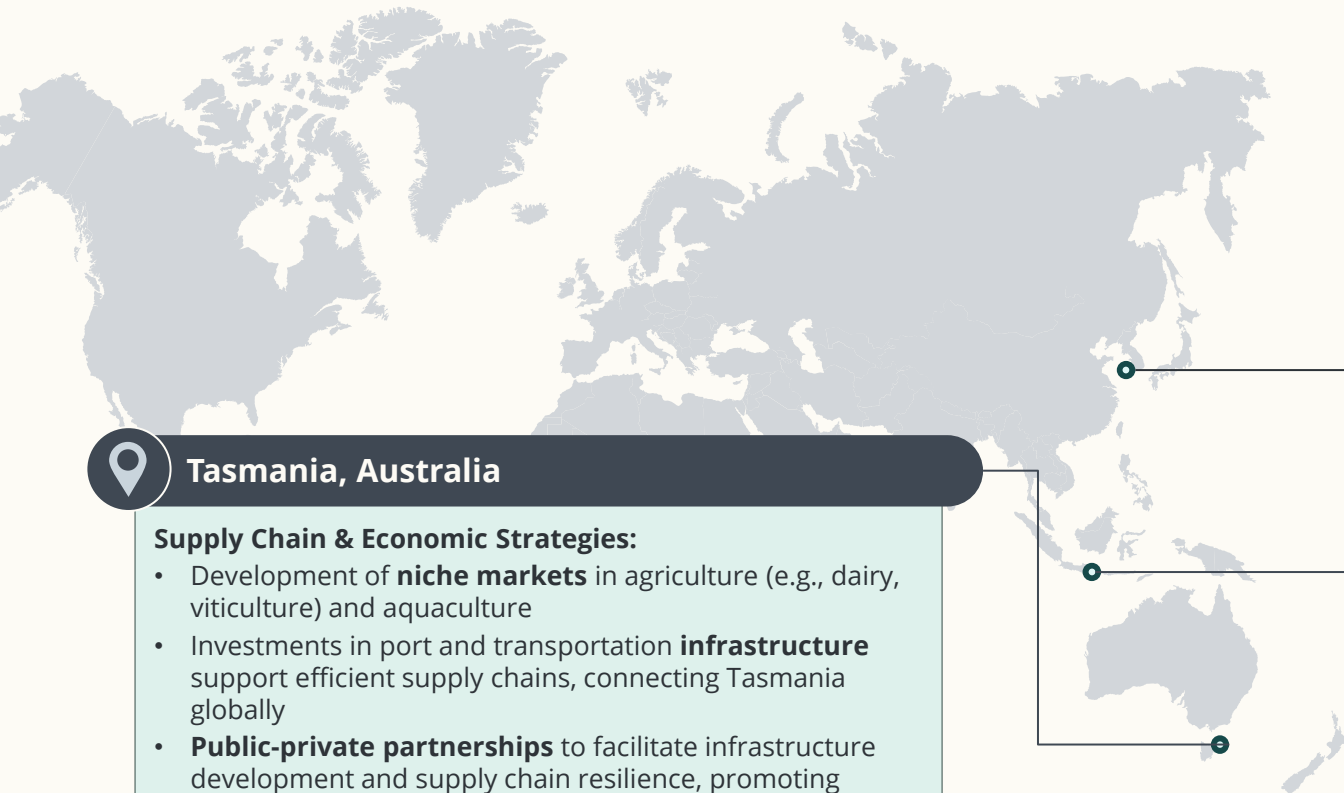 Tasmania, Australia
Supply Chain & Economic Strategies:
• Development of niche markets in agriculture (e.g., dairy,
viticulture) and aquaculture
• Investments in port and transportation infrastructure
support efficient supply chains, connecting Tasmania
globally
• Public-private partnerships to facilitate infrastructure
development and supply chain resilience, promoting